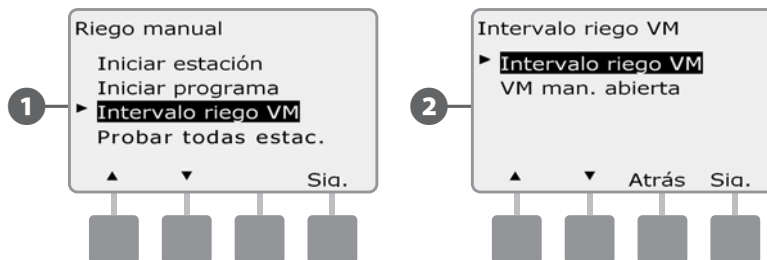 Riego manual
Iniciar estación
Iniciar programa
Intervalo riego VM
Probar todas estac.
Sig.
1
Intervalo riego VM
Intervalo riego VM
VM man. abierta
Atrás Sig.
2